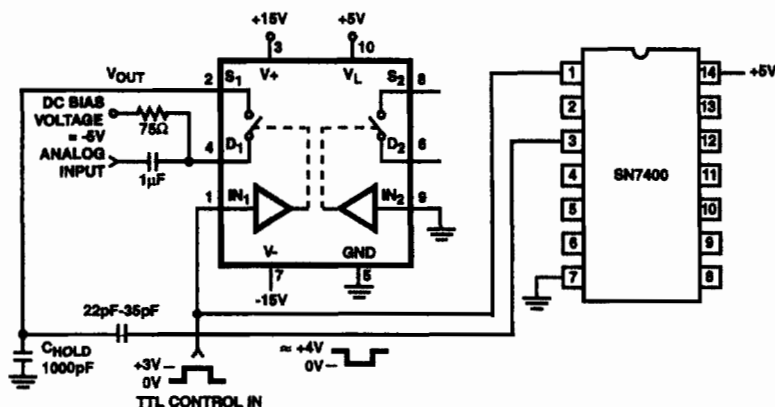 +15V
+5V
3
10
V+
VL
VOUT
2
S1
S2
8
DC BIAS
VOLTAGE
= -5V
75Ω
ANALOG
INPUT
4
D1
D2
6
1µF
1
IN1
IN2
9
V-
GND
7
5
-15V
22pF-35pF
CHOLD
1000pF
+3V
0V
TTL CONTROL IN
≈ +4V
0V
1
2
3
4
5
6
7
SN7400
14
13
12
11
10
9
8
+5V